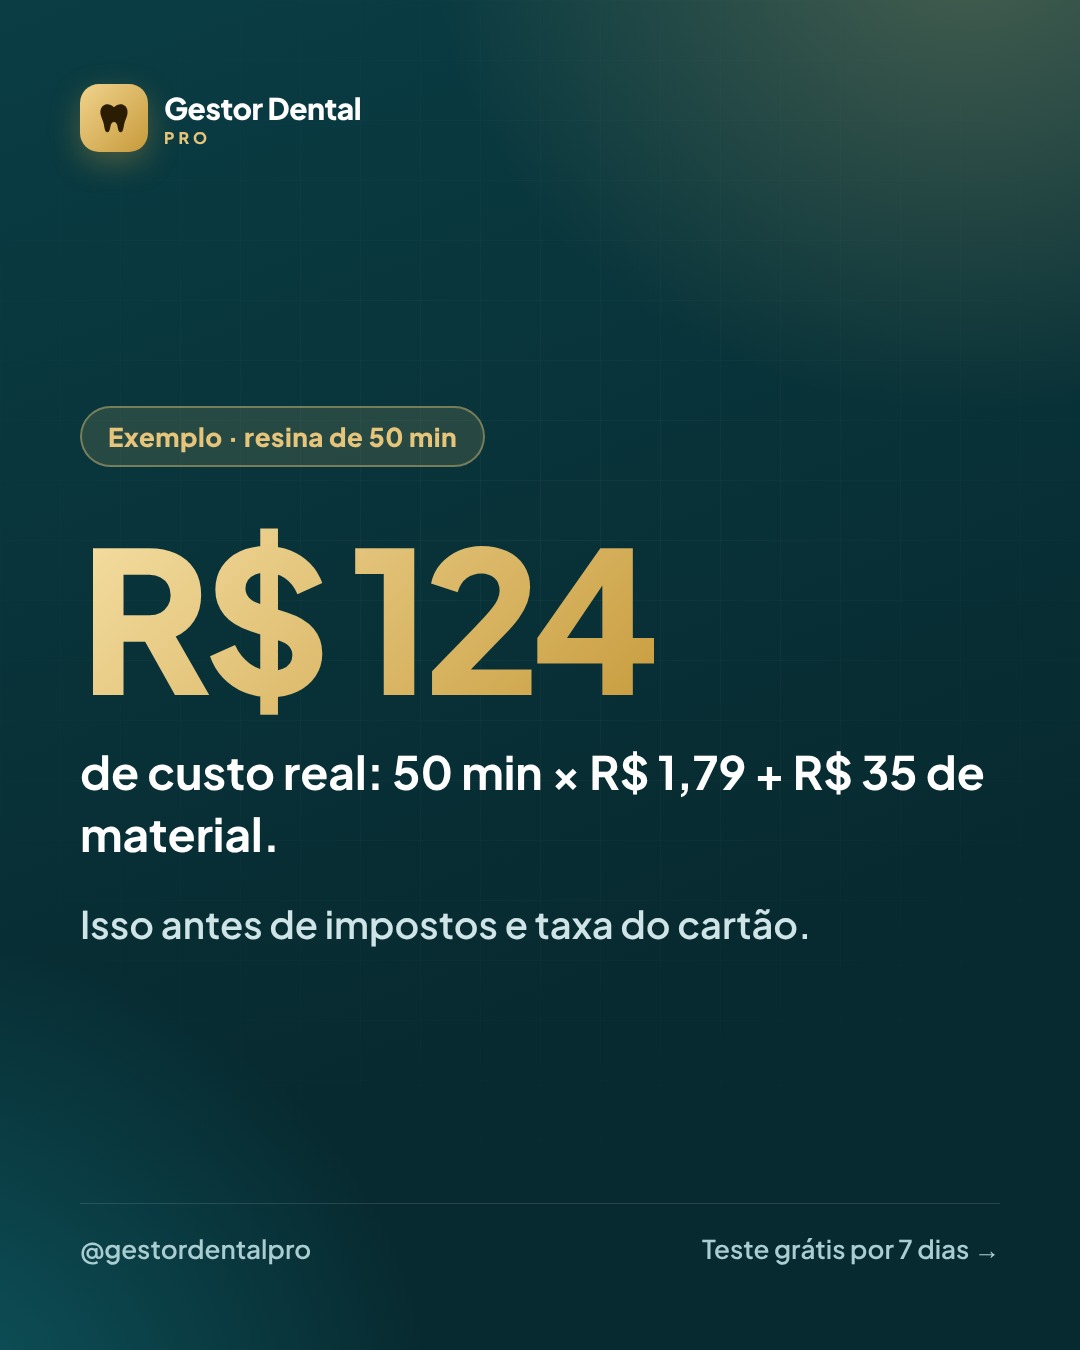 Gestor Dental
PRO
Exemplo · resina de 50 min
R$ 124
de custo real: 50 min × R$ 1,79 + R$ 35 de
material.
Isso antes de impostos e taxa do cartão.
@gestordentalpro
Teste grátis por 7 dias →